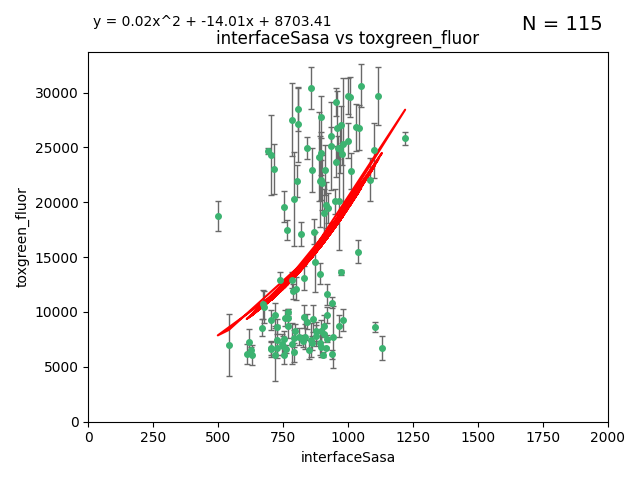 y = 0.02x^2 + -14.01x + 8703.41
N = 115
interfaceSasa vs toxgreen_fluor
30000
25000
20000
15000
10000
5000
0
toxgreen_fluor
0 250 500 750 1000 1250 1500 1750 2000
interfaceSasa